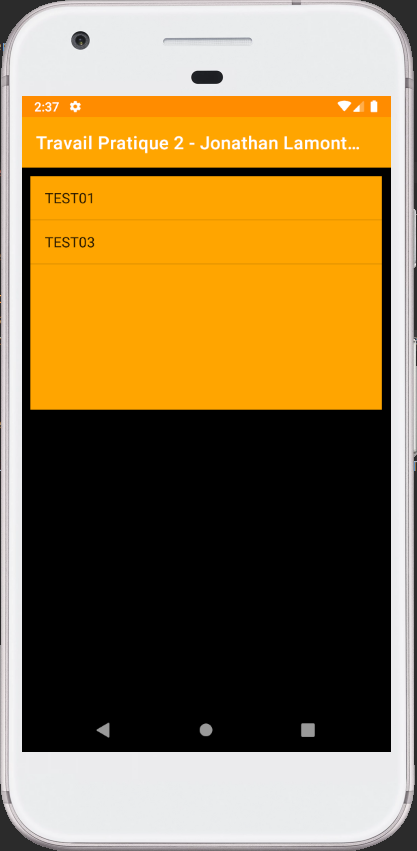 2:37
Travail Pratique 2 - Jonathan Lamont…
TEST01
TEST03